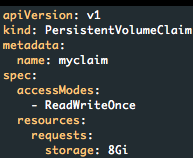 apiVersion: v1
kind: PersistentVolumeClaim
metadata:
  name: myclaim
spec:
  accessModes:
    - ReadWriteOnce
  resources:
    requests:
      storage: 8Gi